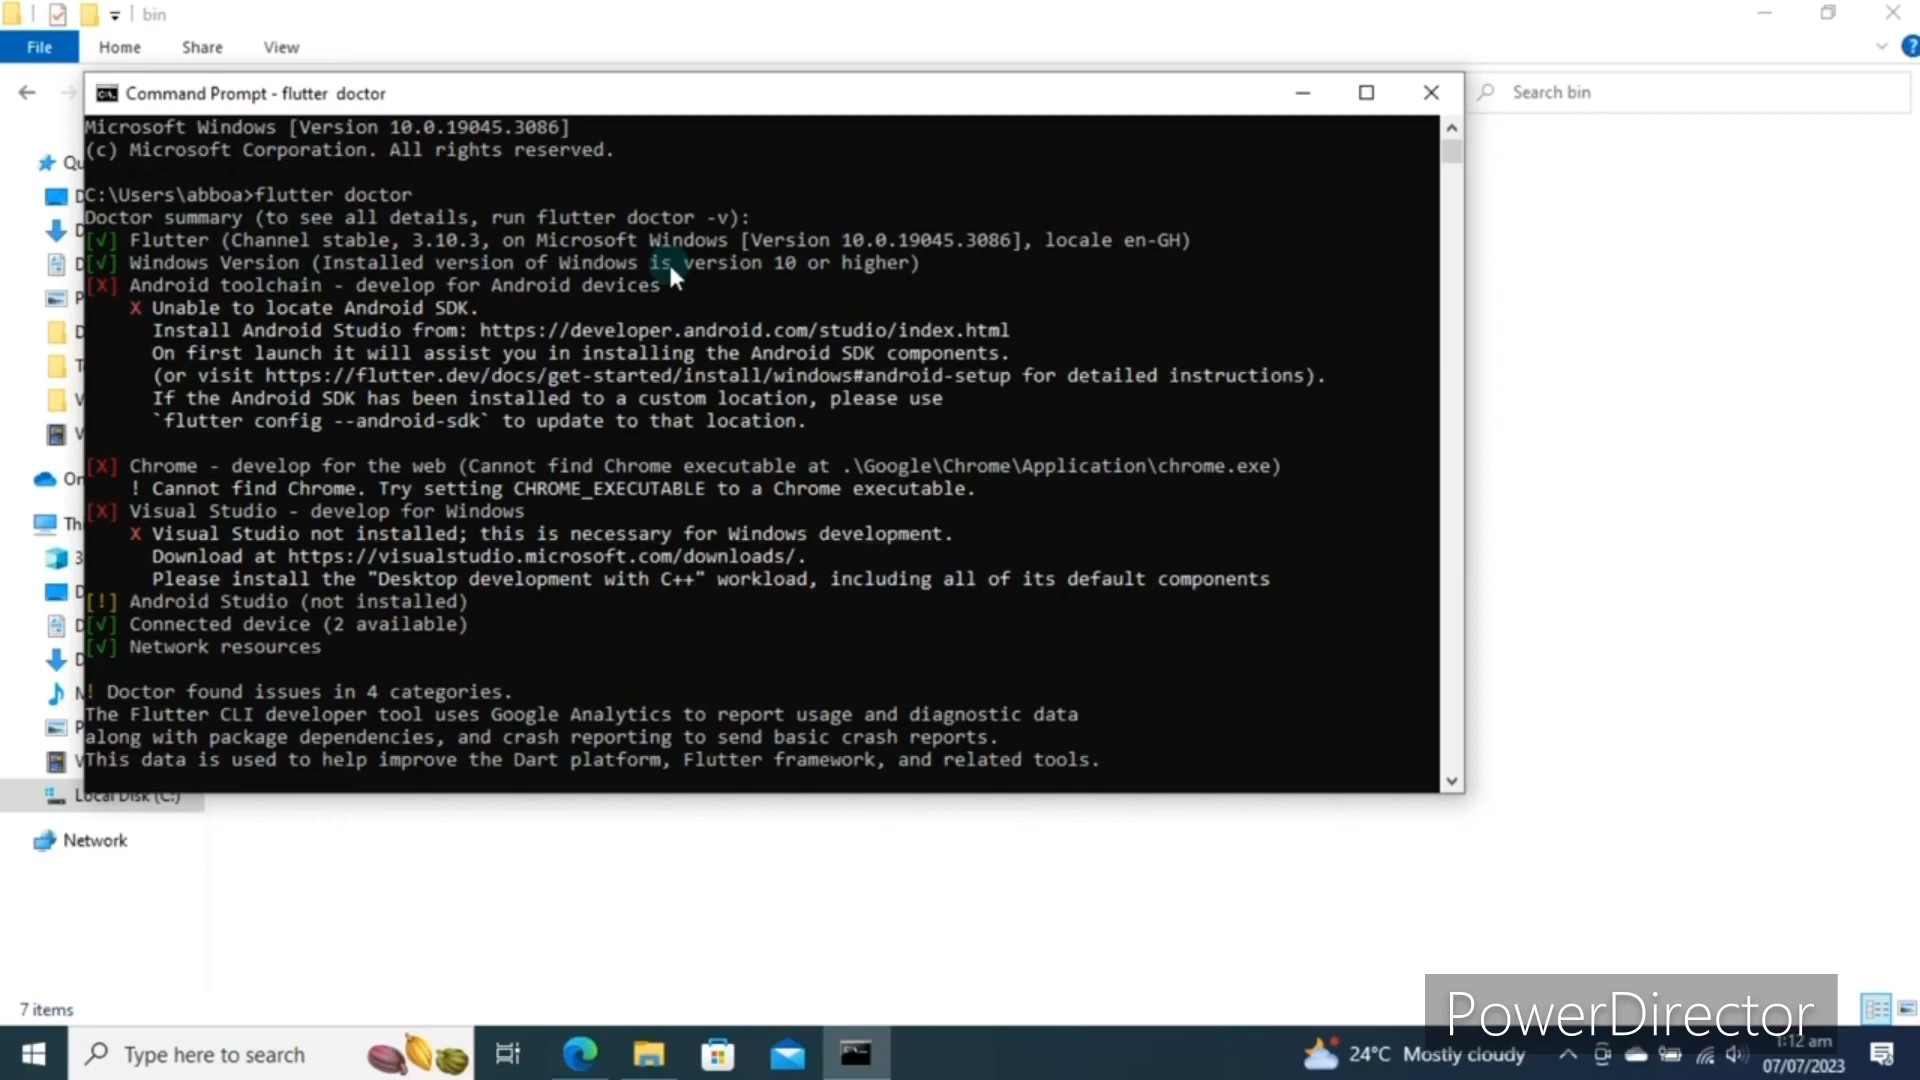 bin
File Home Share View
Command Prompt - flutter doctor
Search bin
Microsoft Windows [Version 10.0.19045.3086]
(c) Microsoft Corporation. All rights reserved.
C:\Users\abboa>flutter doctor
Doctor summary (to see all details, run flutter doctor -v):
[√] Flutter (Channel stable, 3.10.3, on Microsoft Windows [Version 10.0.19045.3086], locale en-GH)
[√] Windows Version (Installed version of Windows is version 10 or higher)
[X] Android toolchain - develop for Android devices
X Unable to locate Android SDK.
Install Android Studio from: https://developer.android.com/studio/index.html
On first launch it will assist you in installing the Android SDK components.
(or visit https://flutter.dev/docs/get-started/install/windows#android-setup for detailed instructions).
If the Android SDK has been installed to a custom location, please use
`flutter config --android-sdk` to update to that location.
[X] Chrome - develop for the web (Cannot find Chrome executable at .\Google\Chrome\Application\chrome.exe)
! Cannot find Chrome. Try setting CHROME_EXECUTABLE to a Chrome executable.
[X] Visual Studio - develop for Windows
X Visual Studio not installed; this is necessary for Windows development.
Download at https://visualstudio.microsoft.com/downloads/.
Please install the "Desktop development with C++" workload, including all of its default components
[!] Android Studio (not installed)
[√] Connected device (2 available)
[√] Network resources
! Doctor found issues in 4 categories.
The Flutter CLI developer tool uses Google Analytics to report usage and diagnostic data
along with package dependencies, and crash reporting to send basic crash reports.
This data is used to help improve the Dart platform, Flutter framework, and related tools.
Local Disk (C:)
Network
7 items
PowerDirector
Type here to search
24°C Mostly cloudy
1:12 am
07/07/2023